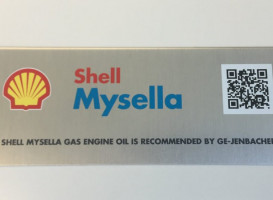 Shell
Mysella
SHELL MYSELLA GAS ENGINE OIL IS RECOMMENDED BY GE-JENBACHER